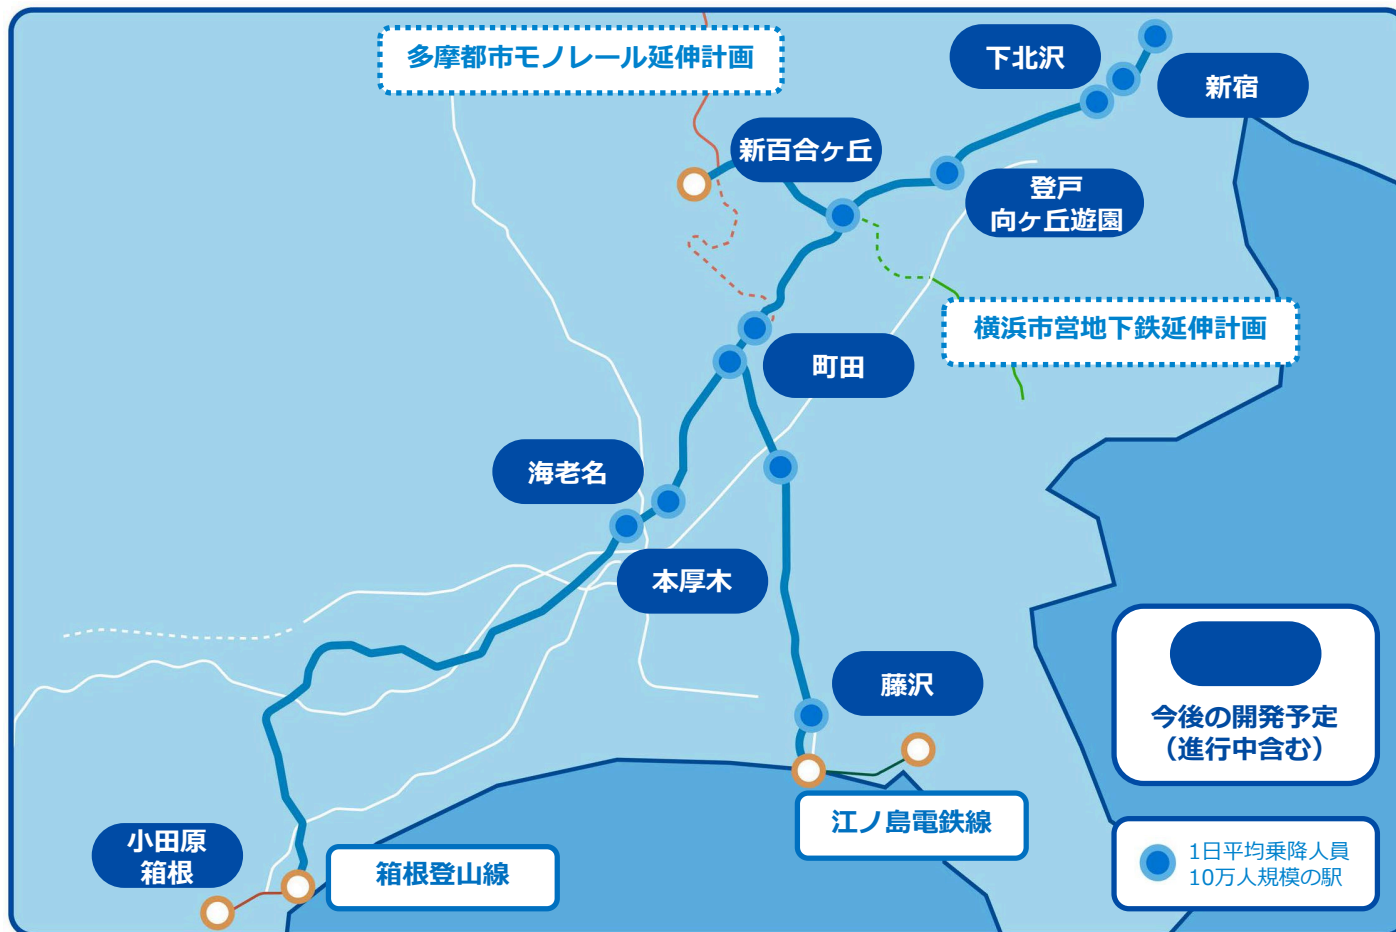 多摩都市モノレール延伸計画
下北沢
新宿
新百合ヶ丘
登戸
向ヶ丘遊園
横浜市営地下鉄延伸計画
町田
海老名
本厚木
藤沢
今後の開発予定
（進行中含む）
江ノ島電鉄線
小田原
箱根
箱根登山線
1日平均乗降人員
10万人規模の駅